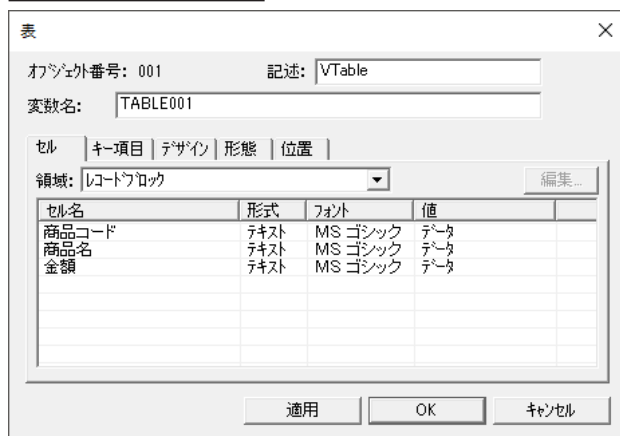 表
ｵﾌﾞｼﾞｪｸﾄ番号: 001 記述: VTable
変数名: TABLE001
ｾﾙ ｷｰ項目 ﾃﾞｻﾞｲﾝ 形態 位置
領域: ﾚｺｰﾄﾞﾌﾞﾛｯｸ 編集...
ｾﾙ名 形式 ﾌｫﾝﾄ 値
商品コード ﾃｷｽﾄ MS ゴシック ﾃﾞｰﾀ
商品名 ﾃｷｽﾄ MS ゴシック ﾃﾞｰﾀ
金額 ﾃｷｽﾄ MS ゴシック ﾃﾞｰﾀ
適用 OK ｷｬﾝｾﾙ